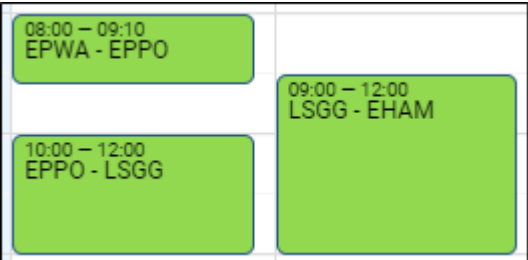 08:00 – 09:10
EPWA - EPPO
10:00 – 12:00
EPPO - LSGG
09:00 – 12:00
LSGG - EHAM